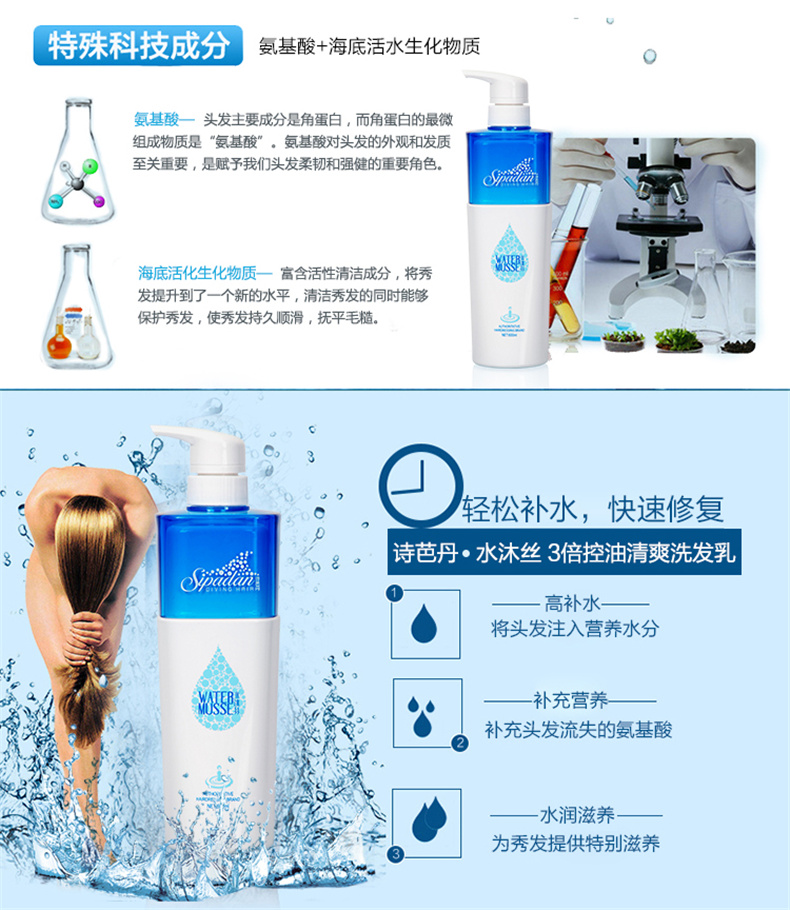 特殊科技成分
氨基酸+海底活水生化物质
氨基酸— 头发主要成分是角蛋白，而角蛋白的最微
组成物质是“氨基酸”。氨基酸对头发的外观和发质
至关重要，是赋予我们头发柔韧和强健的重要角色。
海底活化生化物质— 富含活性清洁成分，将秀
发提升到了一个新的水平，清洁秀发的同时能够
保护秀发，使秀发持久顺滑，抚平毛糙。
Sipadan
DIVING HAIR
WATER
MUSSE
轻松补水，快速修复
诗芭丹•水沐丝 3倍控油清爽洗发乳
1
高补水
将头发注入营养水分
2
补充营养
补充头发流失的氨基酸
3
水润滋养
为秀发提供特别滋养
Sipadan
DIVING HAIR
WATER
MUSSE